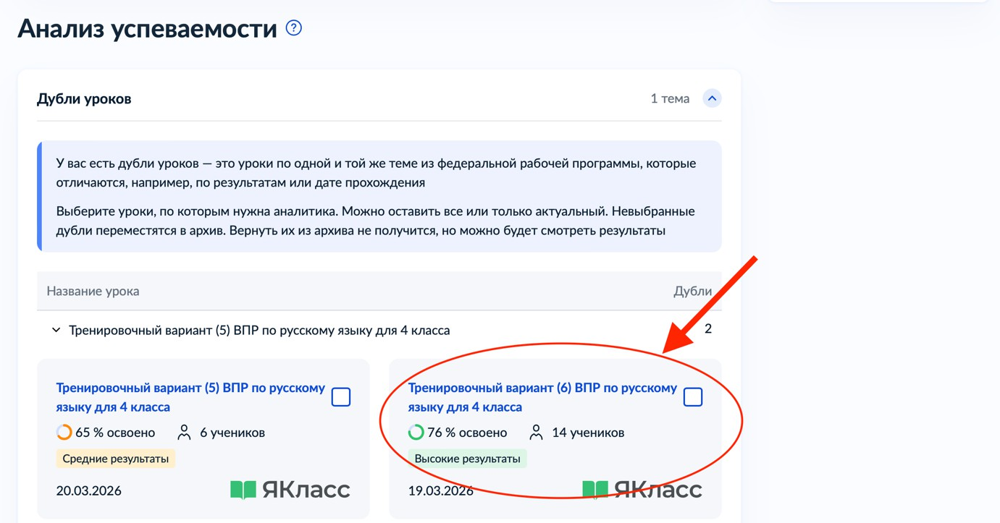 Анализ успеваемости ?
Дубли уроков
1 тема
У вас есть дубли уроков — это уроки по одной и той же теме из федеральной рабочей программы, которые
отличаются, например, по результатам или дате прохождения
Выберите уроки, по которым нужна аналитика. Можно оставить все или только актуальный. Невыбранные
дубли переместятся в архив. Вернуть их из архива не получится, но можно будет смотреть результаты
Название урока
Дубли
Тренировочный вариант (5) ВПР по русскому языку для 4 класса
2
Тренировочный вариант (5) ВПР по русскому
языку для 4 класса
65 % освоено
6 учеников
Средние результаты
20.03.2026
ЯКласс
Тренировочный вариант (6) ВПР по русскому
языку для 4 класса
76 % освоено
14 учеников
Высокие результаты
19.03.2026
ЯКласс